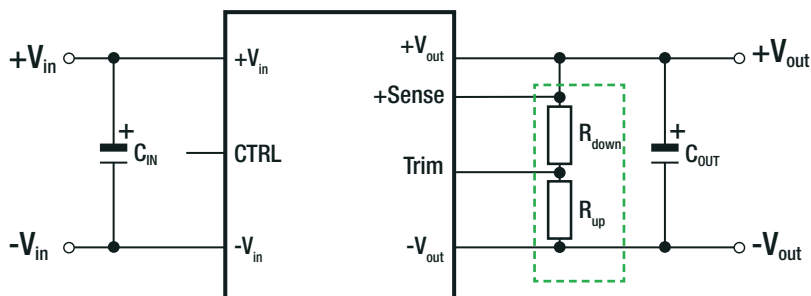 +Vin
+Vin
+Vout
+Vout
+Sense
+
CIN
CTRL
Rdown
+
COUT
Trim
Rup
-Vin
-Vin
-Vout
-Vout